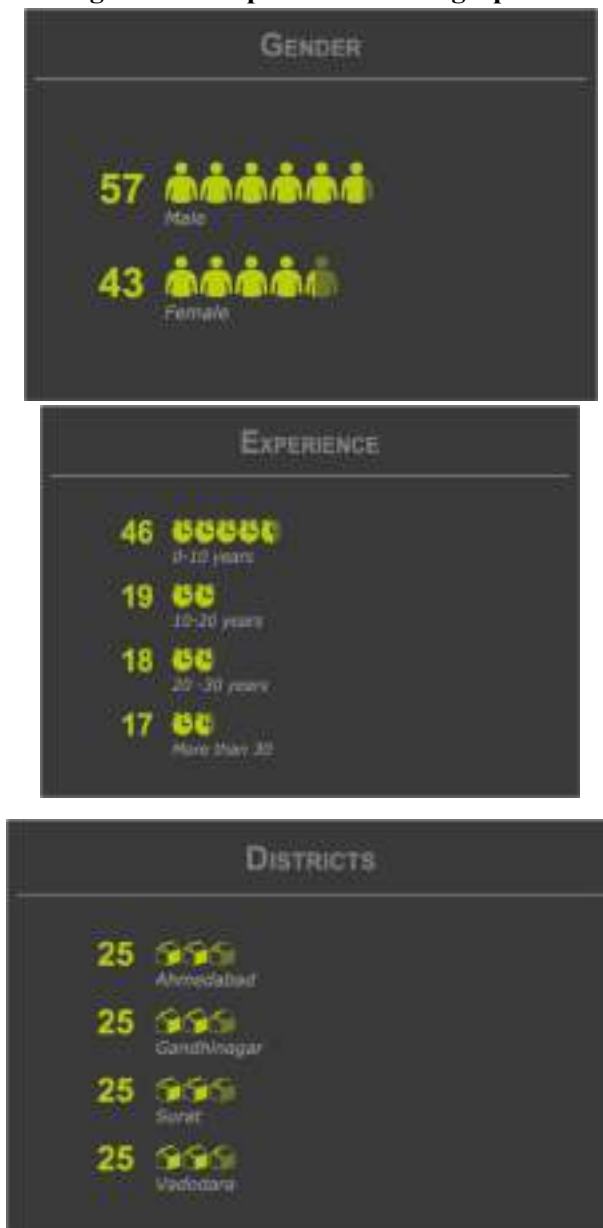 GENDER
57
Male
43
Female
EXPERIENCE
46
0-10 years
19
10-20 years
18
20 -30 years
17
More than 30
DISTRICTS
25
Ahmedabad
25
Gandhinagar
25
Surat
25
Vadodara